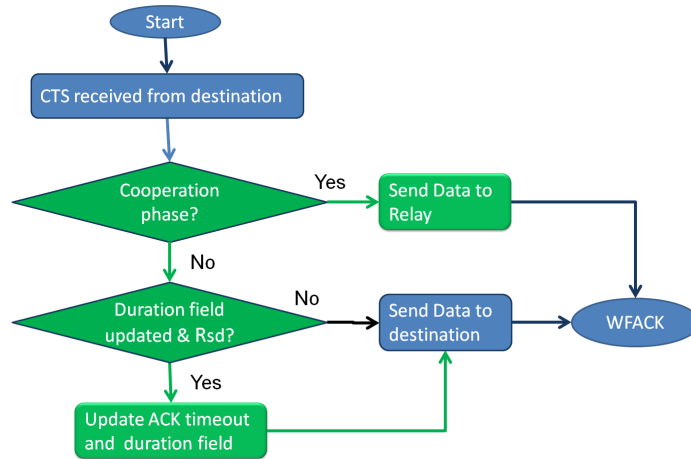 Start
CTS received from destination
Cooperation
phase?
Yes
Send Data to
Relay
No
Duration field
updated & Rsd?
No
Send Data to
destination
WFACK
Yes
Update ACK timeout
and duration field